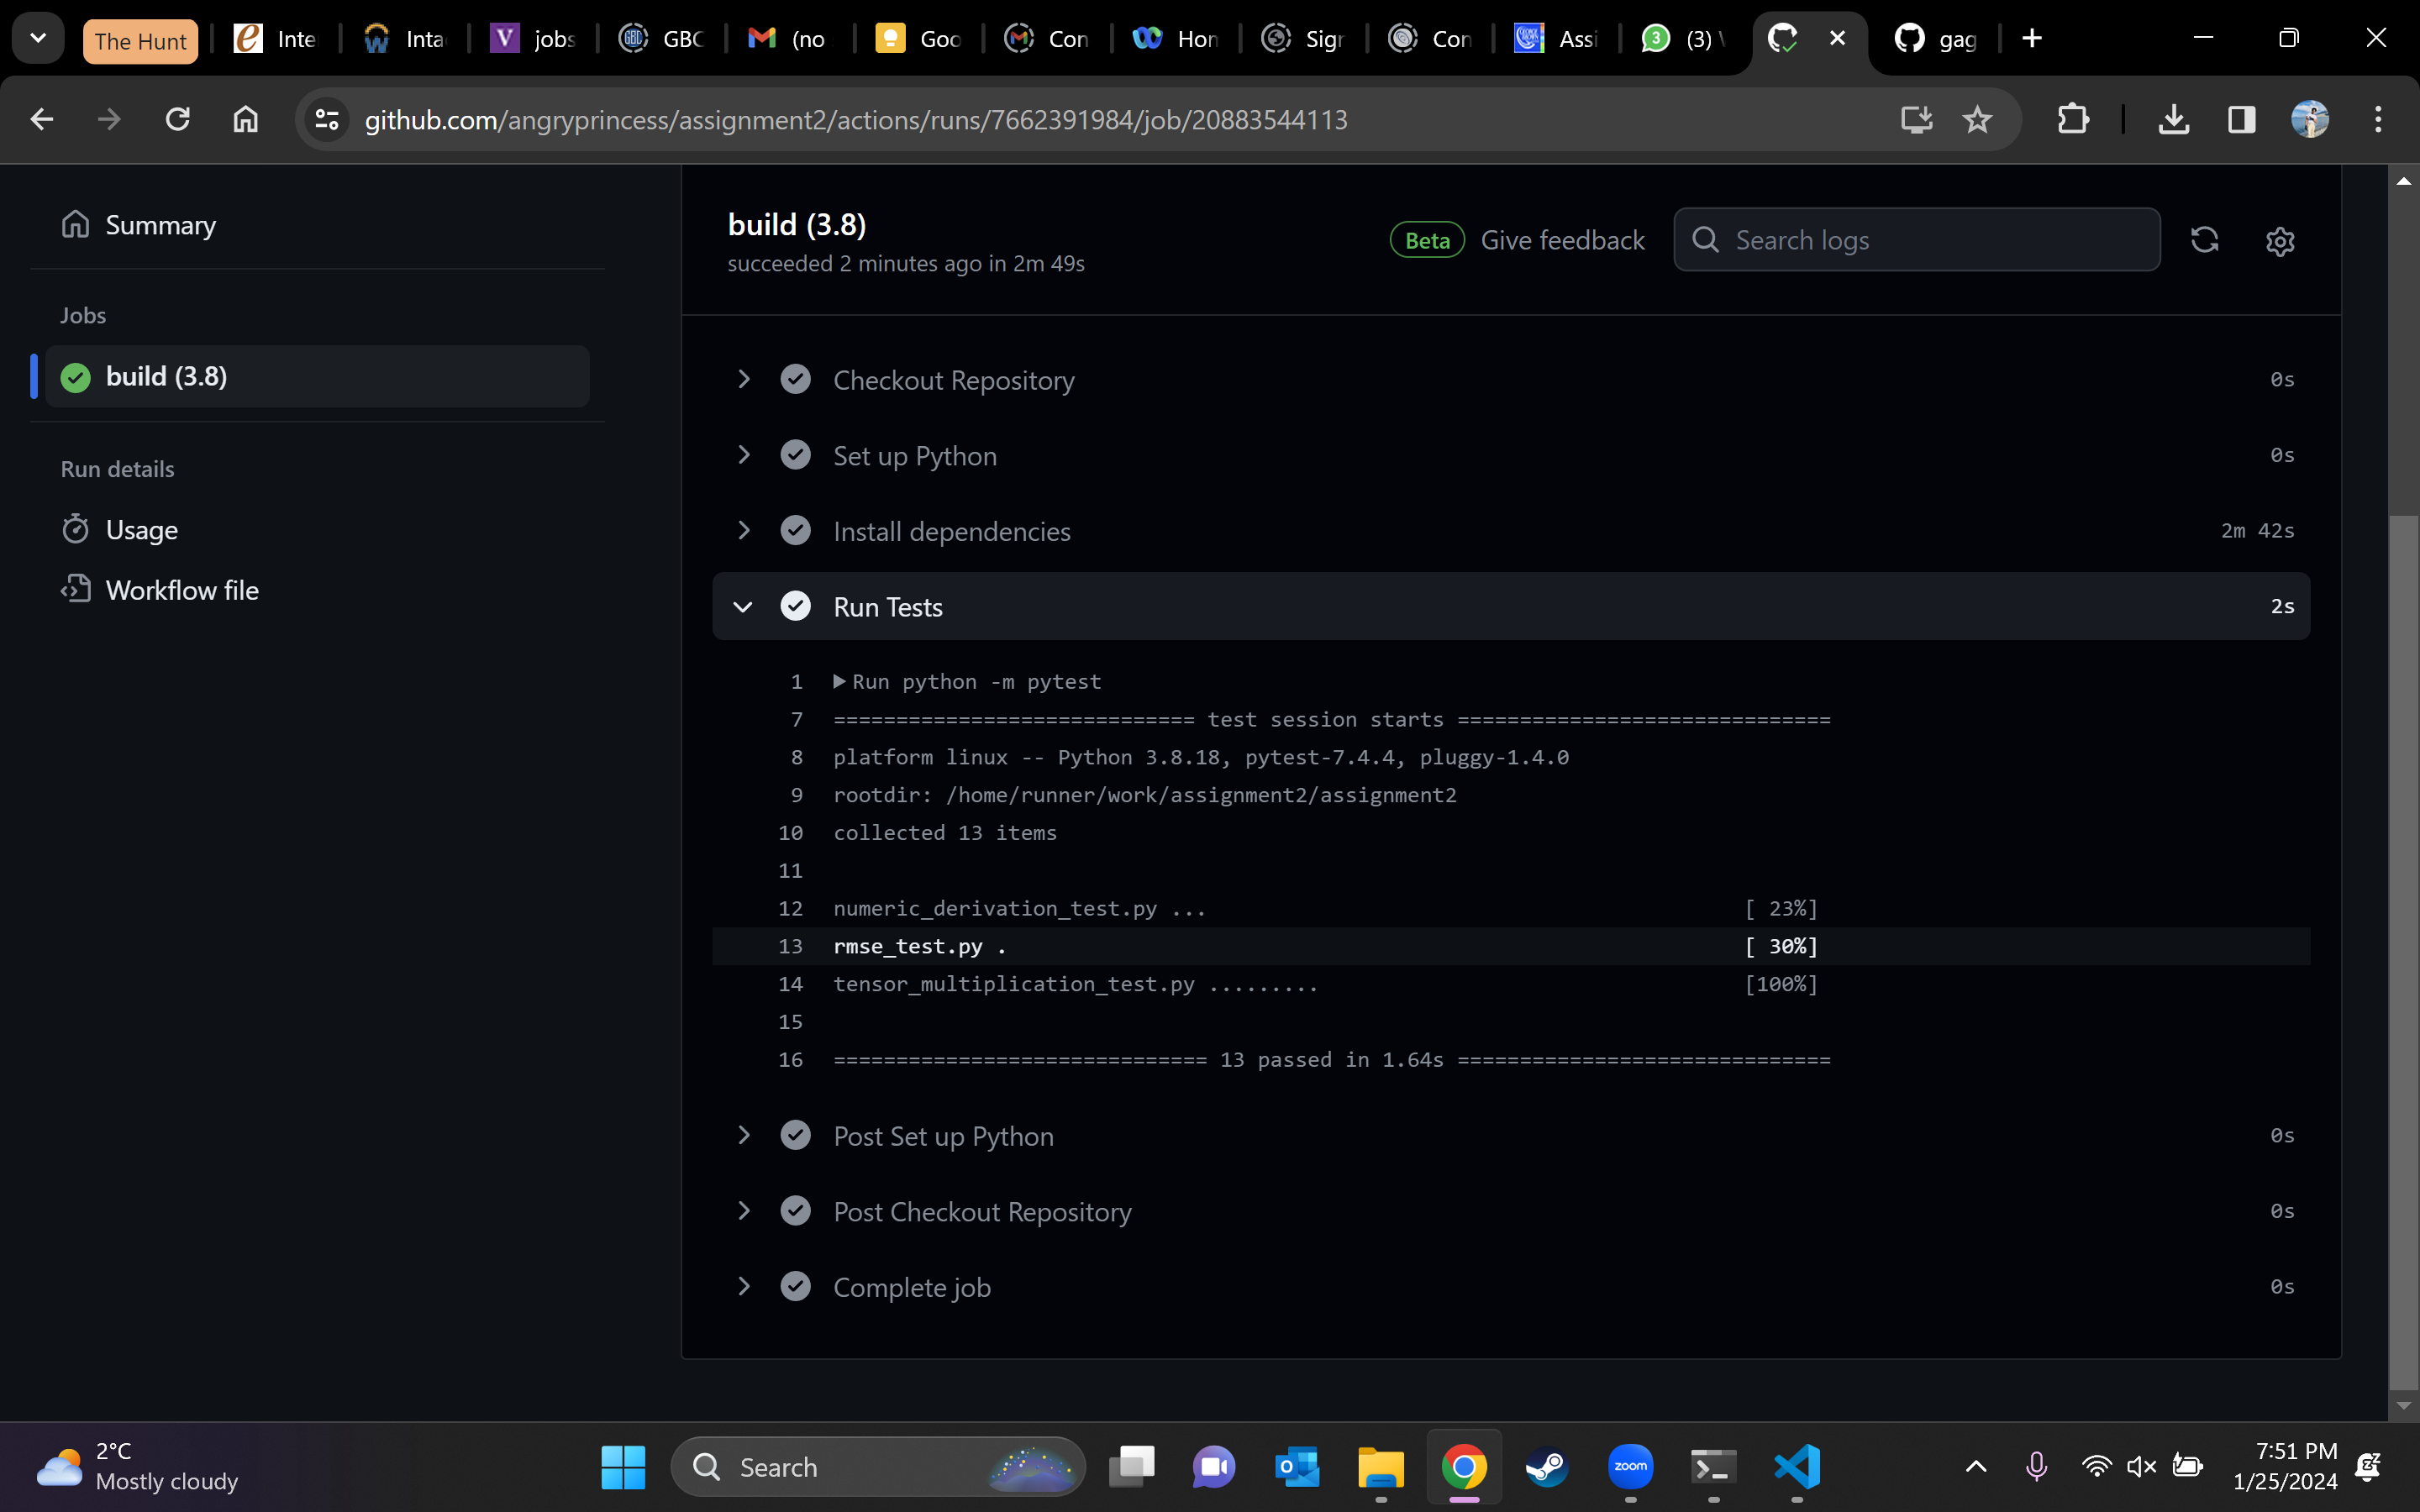 The Hunt
Inte
Inta
jobs
GBC
(no
Goo
Con
Hon
Sigr
Con
Assi
(3)
gag
github.com/angryprincess/assignment2/actions/runs/7662391984/job/20883544113
Summary
Jobs
build (3.8)
Run details
Usage
Workflow file
build (3.8)
succeeded 2 minutes ago in 2m 49s
Beta Give feedback
Search logs
Checkout Repository 0s
Set up Python 0s
Install dependencies 2m 42s
Run Tests 2s
1 Run python -m pytest
7 ============================= test session starts ==============================
8 platform linux -- Python 3.8.18, pytest-7.4.4, pluggy-1.4.0
9 rootdir: /home/runner/work/assignment2/assignment2
10 collected 13 items
11
12 numeric_derivation_test.py ... [ 23%]
13 rmse_test.py . [ 30%]
14 tensor_multiplication_test.py ......... [100%]
15
16 ============================== 13 passed in 1.64s ==============================
Post Set up Python 0s
Post Checkout Repository 0s
Complete job 0s
2°C
Mostly cloudy
Search
zoom
7:51 PM
1/25/2024